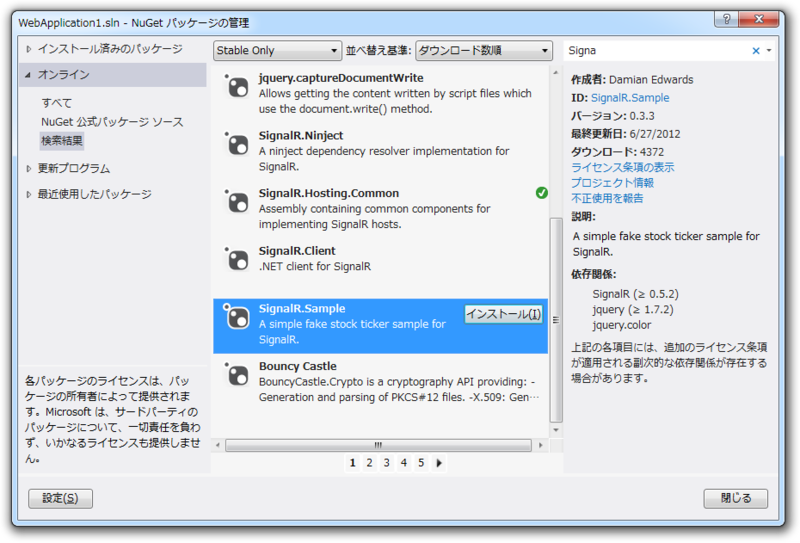 WebApplication1.sln - NuGet パッケージの管理
インストール済みのパッケージ
オンライン
すべて
NuGet 公式パッケージ ソース
検索結果
更新プログラム
最近使用したパッケージ
各パッケージのライセンスは、パッ
ケージの所有者によって提供されま
す。Microsoft は、サードパーティの
パッケージについて、一切責任を負わ
ず、いかなるライセンスも提供しませ
ん。
設定(S)
Stable Only
並べ替え基準:
ダウンロード数順
jquery.captureDocumentWrite
Allows getting the content written by script files which
use the document.write() method.
SignalR.Ninject
A ninject dependency resolver implementation for
SignalR.
SignalR.Hosting.Common
Assembly containing common components for
implementing SignalR hosts.
SignalR.Client
.NET client for SignalR
SignalR.Sample
インストール(I)
A simple fake stock ticker sample for
SignalR.
Bouncy Castle
BouncyCastle.Crypto is a cryptography API providing: -
Generation and parsing of PKCS#12 files. -X.509: Gen…
1 2 3 4 5
Signa
作成者: Damian Edwards
ID: SignalR.Sample
バージョン: 0.3.3
最終更新日: 6/27/2012
ダウンロード: 4372
ライセンス条項の表示
プロジェクト情報
不正使用を報告
説明:
A simple fake stock ticker sample for
SignalR.
依存関係:
SignalR (≥ 0.5.2)
jquery (≥ 1.7.2)
jquery.color
上記の各項目には、追加のライセンス条項
が適用される副次的な依存関係が存在する
場合があります。
閉じる